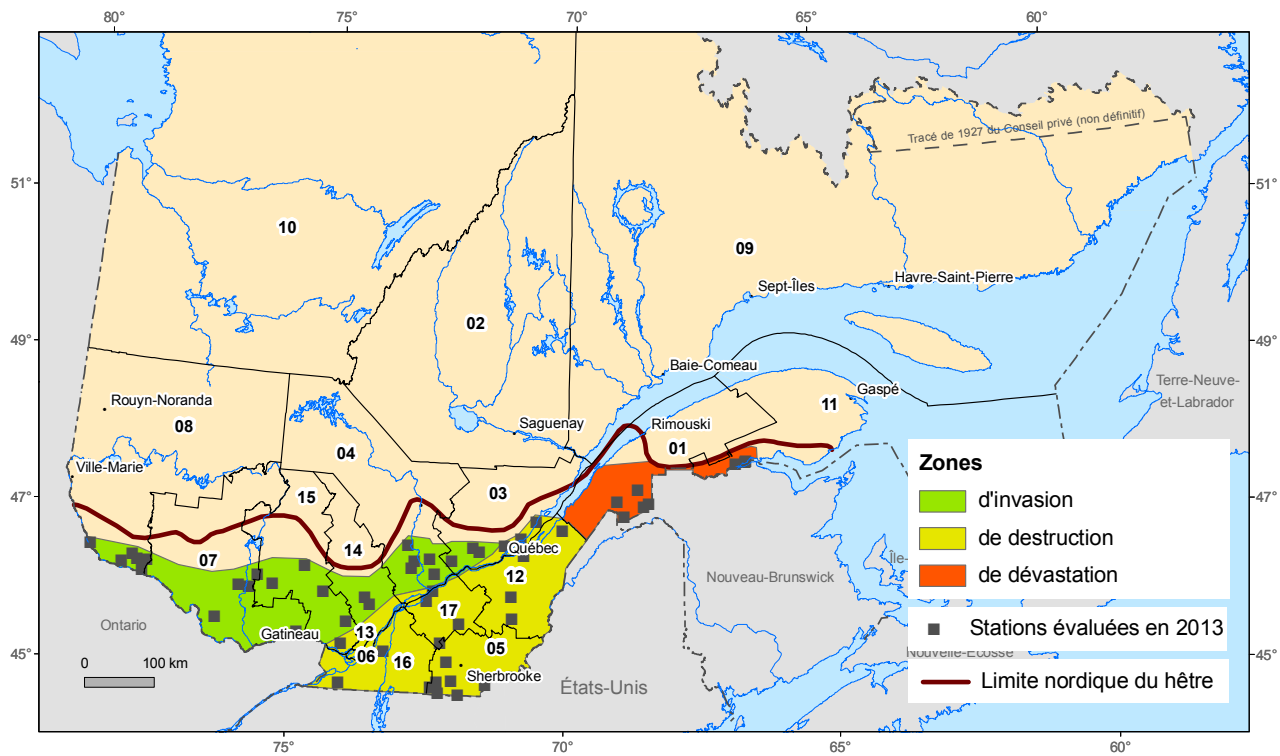 80° 75° 70° 65° 60°
Tracé de 1927 du Conseil privé (non définitif)
51° 51°
10
09
Havre-Saint-Pierre
Sept-Îles
02
49° 49°
Baie-Comeau
Terre-Neuve-
et-Labrador
Gaspé
Rouyn-Noranda
11
Saguenay
Rimouski
08
04
01
Ville-Marie
Zones
47°
15
03
d'invasion
14
Québec
07
de destruction
12
Nouveau-Brunswick
de dévastation
Île-
17
Ontario
Gatineau
13
Stations évaluées en 2013
05
06
16
45° 45°
Nouvelle-Écosse
0 100 km
Sherbrooke
États-Unis
Limite nordique du hêtre
75° 70° 65° 60°